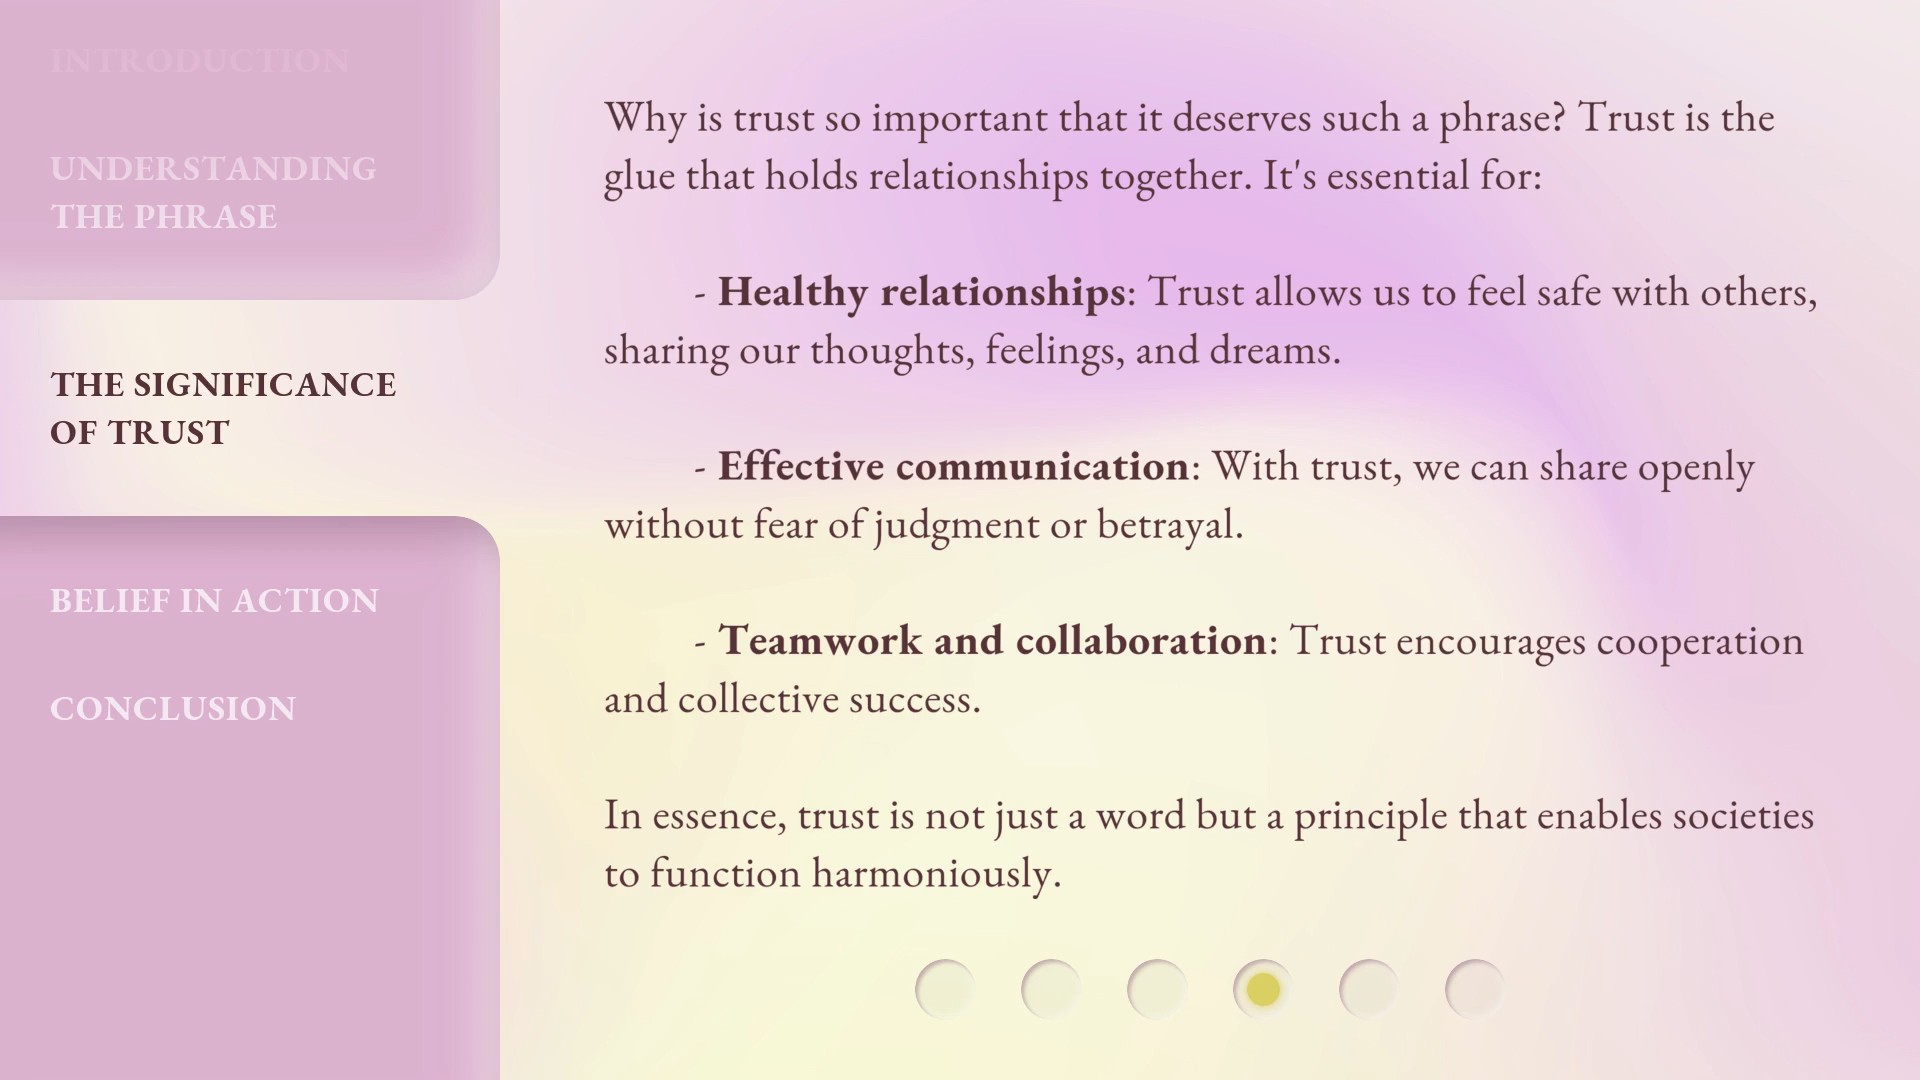 INTRODUCTION
UNDERSTANDING
THE PHRASE
THE SIGNIFICANCE
OF TRUST
BELIEF IN ACTION
CONCLUSION
Why is trust so important that it deserves such a phrase? Trust is the
glue that holds relationships together. It's essential for:
- Healthy relationships: Trust allows us to feel safe with others,
sharing our thoughts, feelings, and dreams.
- Effective communication: With trust, we can share openly
without fear of judgment or betrayal.
- Teamwork and collaboration: Trust encourages cooperation
and collective success.
In essence, trust is not just a word but a principle that enables societies
to function harmoniously.